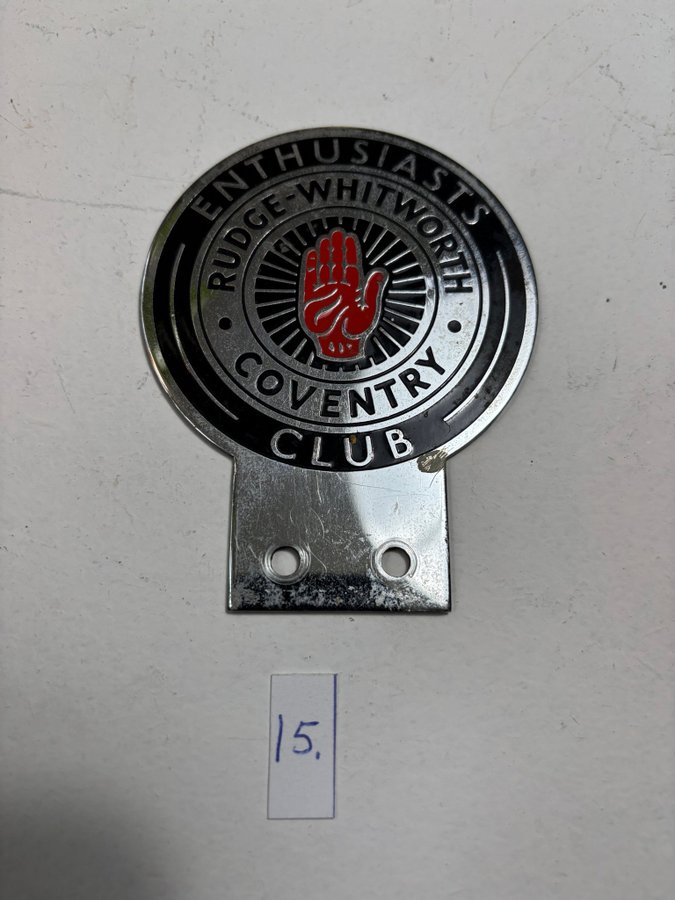 ENTHUSIASTS
RUDGE-WHITWORTH
COVENTRY
CLUB
15.